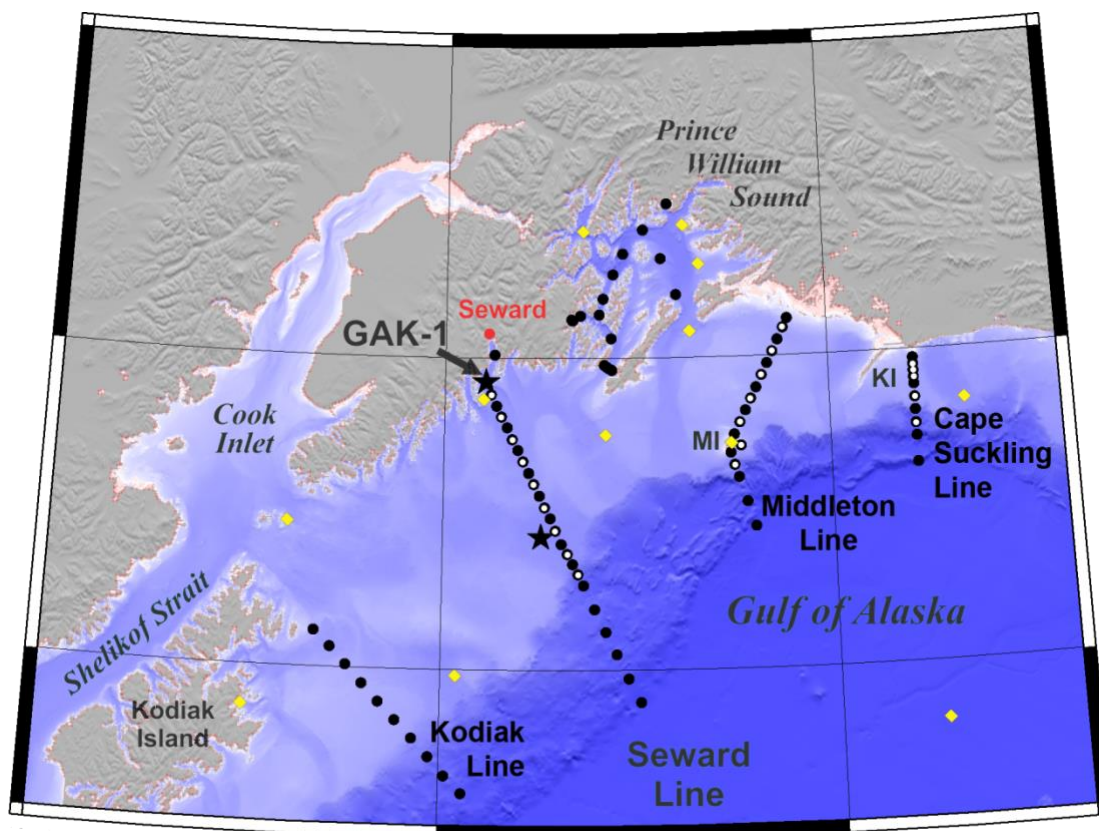 Prince
William
Sound
Seward
GAK-1
KI
Cook
Inlet
MI
Cape
Suckling
Line
Middleton
Line
Gulf of Alaska
Shelikof Strait
Kodiak
Island
Kodiak
Line
Seward
Line